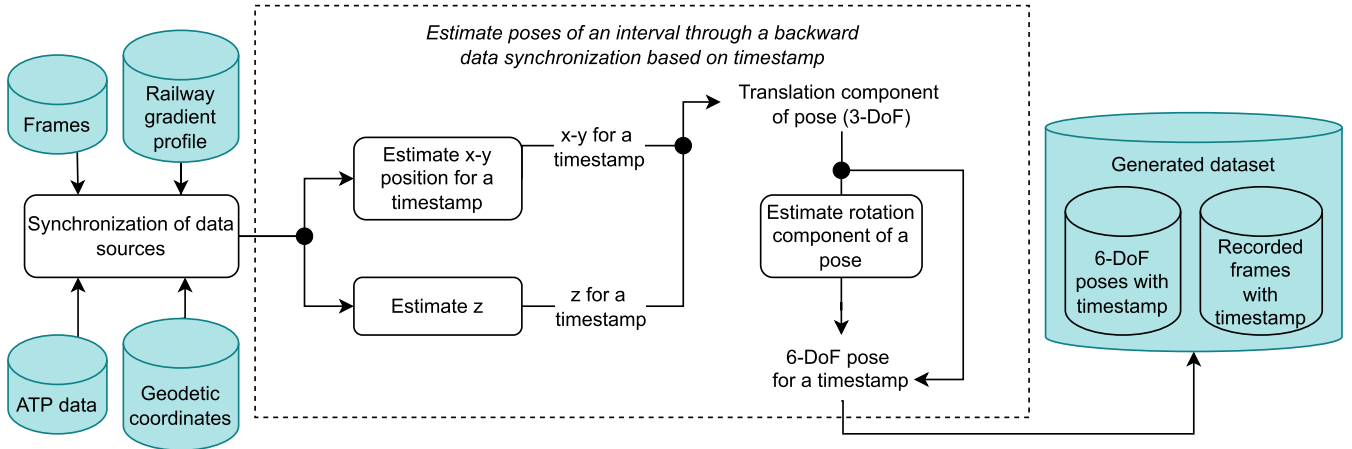 Frames
Railway
gradient
profile
Synchronization of data
sources
ATP data
Geodetic
coordinates
Estimate poses of an interval through a backward
data synchronization based on timestamp
Estimate x-y
position for a
timestamp
x-y for a
timestamp
Estimate z
z for a
timestamp
Translation component
of pose (3-DoF)
Estimate rotation
component of a
pose
6-DoF pose
for a timestamp
Generated dataset
6-DoF
poses with
timestamp
Recorded
frames
with
timestamp